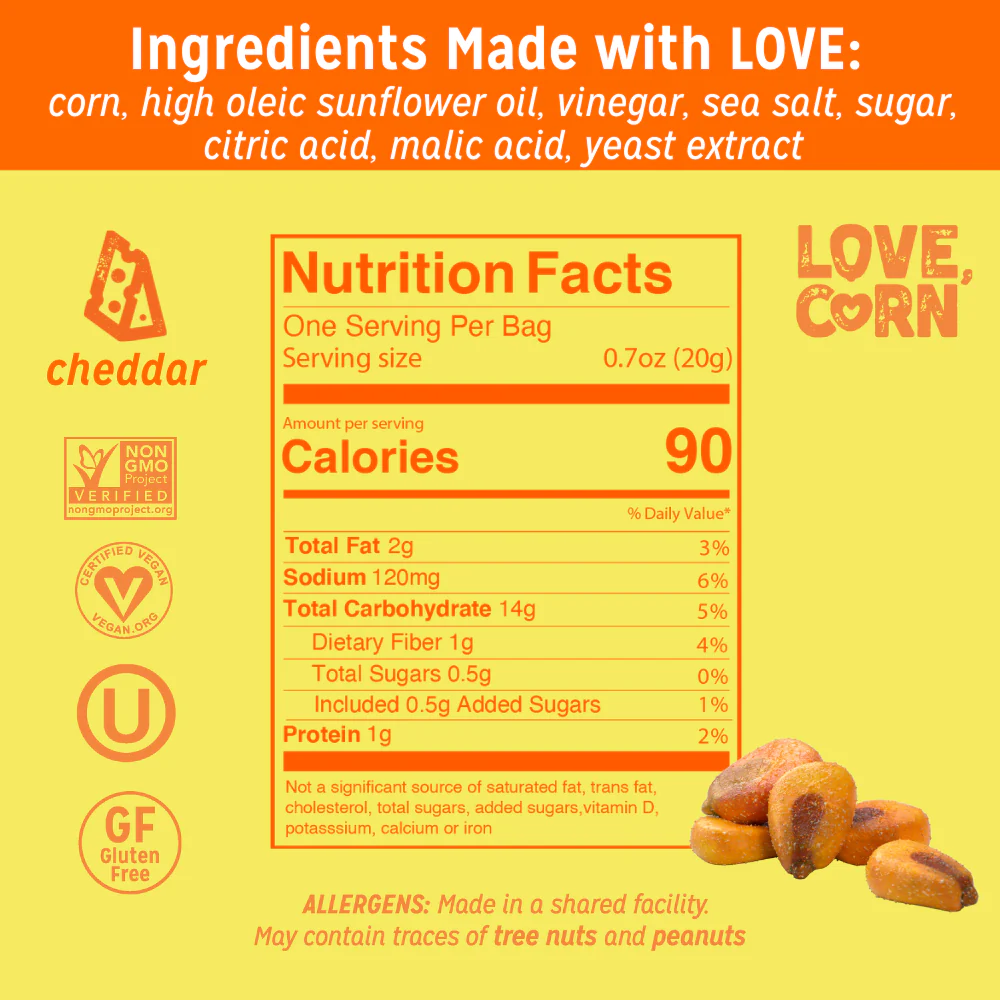 Ingredients Made with LOVE:
corn, high oleic sunflower oil, vinegar, sea salt, sugar,
citric acid, malic acid, yeast extract
cheddar
NON
GMO
Project
VERIFIED
nongmoproject.org
CERTIFIED VEGAN
VEGAN.ORG
U
GF
Gluten
Free
Nutrition Facts
One Serving Per Bag
Serving size 0.7oz (20g)
Amount per serving
Calories 90
% Daily Value*
Total Fat 2g 3%
Sodium 120mg 6%
Total Carbohydrate 14g 5%
Dietary Fiber 1g 4%
Total Sugars 0.5g 0%
Included 0.5g Added Sugars 1%
Protein 1g 2%
Not a significant source of saturated fat, trans fat,
cholesterol, total sugars, added sugars,vitamin D,
potasssium, calcium or iron
LOVE,
CORN
ALLERGENS: Made in a shared facility.
May contain traces of tree nuts and peanuts